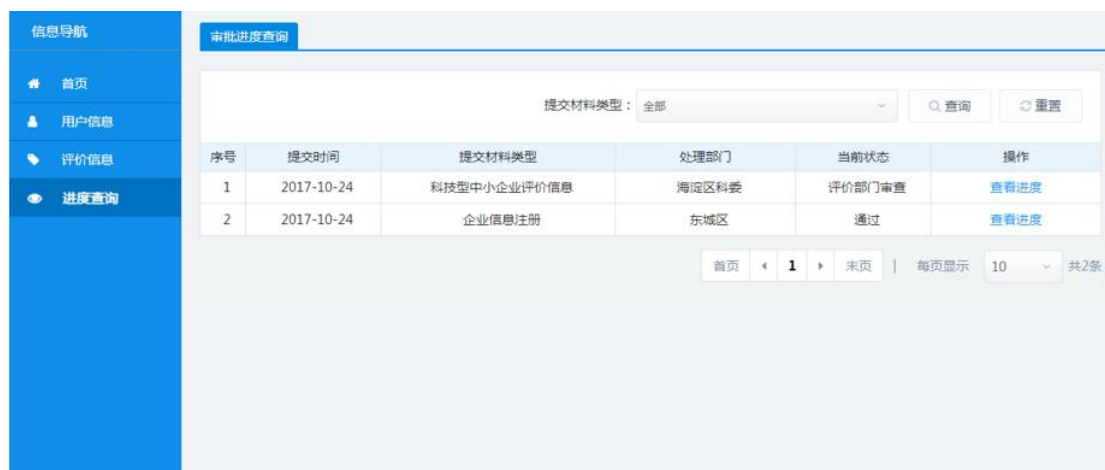 信息导航
首页
用户信息
评价信息
进度查询
审批进度查询
提交材料类型： 全部 查询 重置
序号 提交时间 提交材料类型 处理部门 当前状态 操作
1 2017-10-24 科技型中小企业评价信息 海淀区科委 评价部门审查 查看进度
2 2017-10-24 企业信息注册 东城区 通过 查看进度
首页 1 末页 | 每页显示 10 共2条